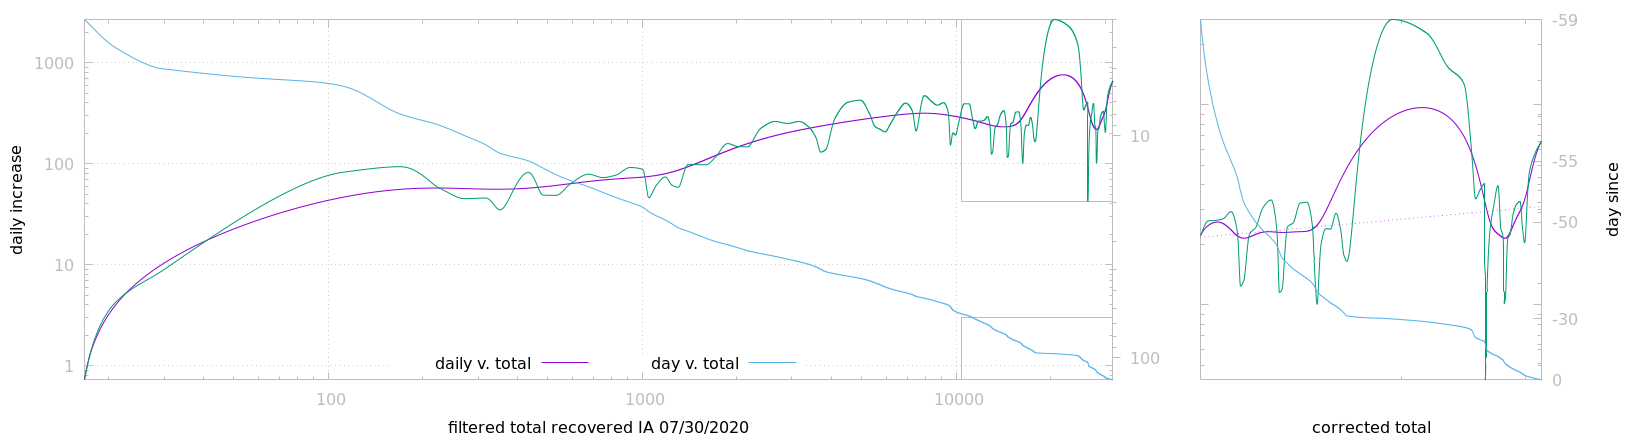 daily increase
1000
100
10
1
daily v. total
day v. total
100
1000
10000
filtered total recovered IA 07/30/2020
10
100
-59
-55
-50
-30
0
day since
corrected total